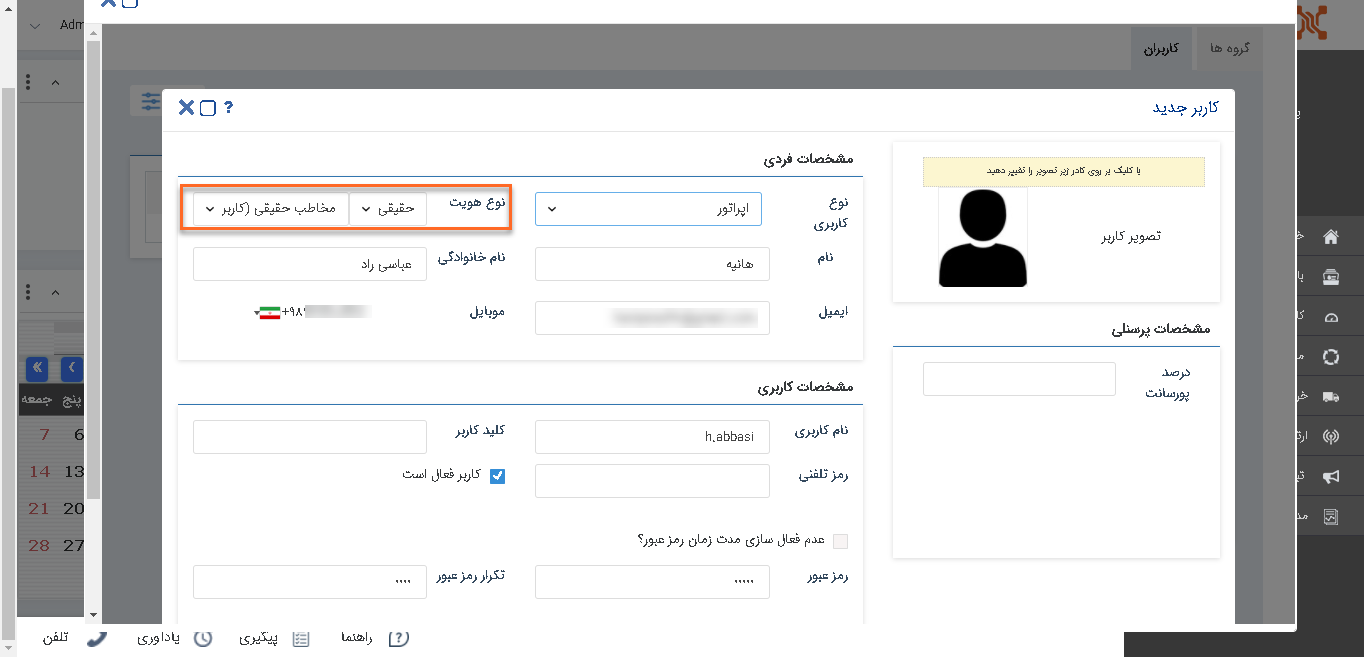 Adm
گروه ها
کاربران
کاربر جدید
?
با کلیک بر روی کادر زیر تصویر را تغییر دهید
تصویر کاربر
مشخصات پرسنلی
درصد
پورسانت
مشخصات فردی
نوع
کاربری
اپراتور
نوع هویت
حقیقی
مخاطب حقیقی (کاربر
نام
هانیه
نام خانوادگی
عباسی راد
ایمیل
موبایل
+۹۸۹
مشخصات کاربری
نام کاربری
h.abbasi
کلید کاربر
رمز تلفنی
کاربر فعال است
عدم فعال سازی مدت زمان رمز عبور؟
رمز عبور
تکرار رمز عبور
پنج
جمعه
6
7
13
14
20
21
27
28
راهنما
پیگیری
یادآوری
تلفن